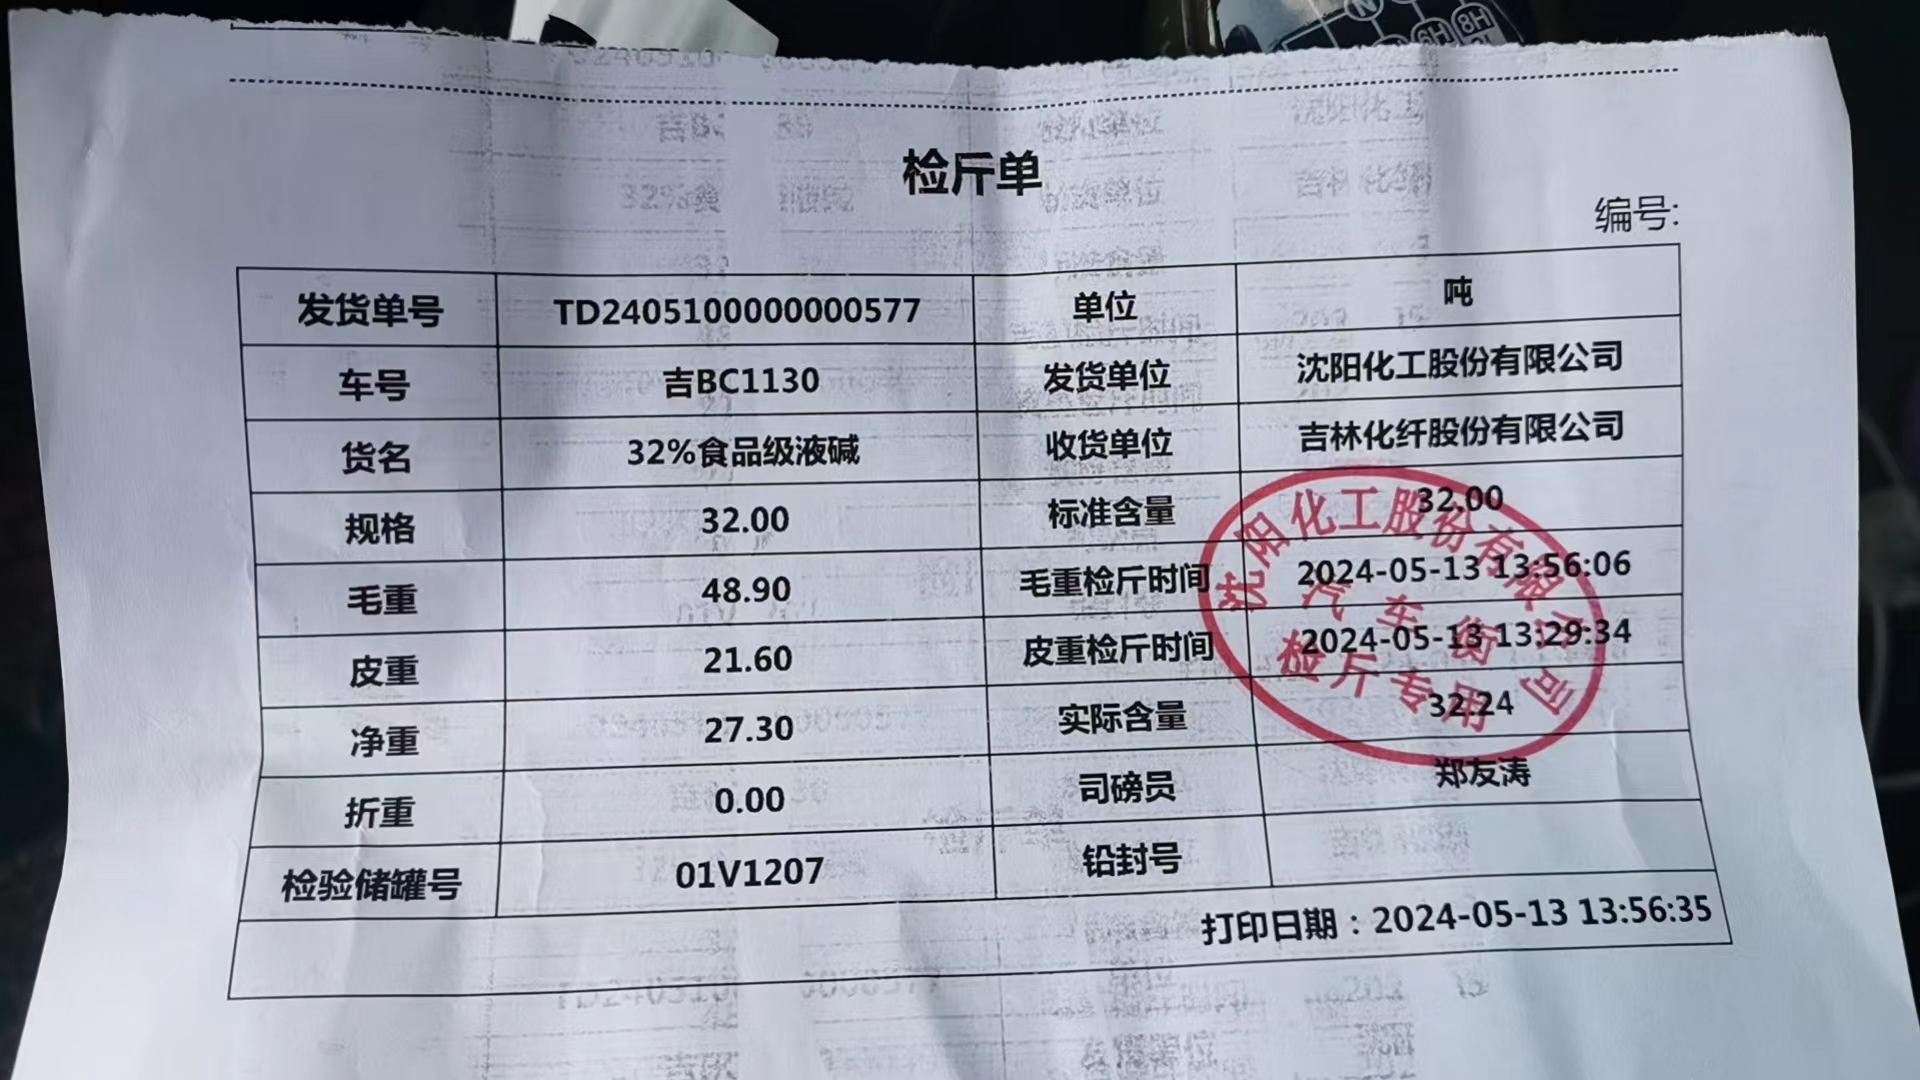 检斤单
编号:
发货单号 TD2405100000000577 单位 吨
车号 吉BC1130 发货单位 沈阳化工股份有限公司
货名 32%食品级液碱 收货单位 吉林化纤股份有限公司
规格 32.00 标准含量 32.00
毛重 48.90 毛重检斤时间 2024-05-13 13:56:06
皮重 21.60 皮重检斤时间 2024-05-13 13:29:34
净重 27.30 实际含量 32.24
折重 0.00 司磅员 郑友涛
检验储罐号 01V1207 铅封号
打印日期：2024-05-13 13:56:35
沈阳化工股份有限公司
汽车衡
检斤专用